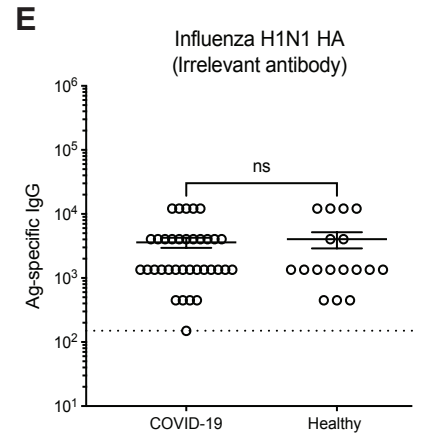 E
Influenza H1N1 HA
(Irrelevant antibody)
Ag-specific IgG
10⁶
10⁵
10⁴
10³
10²
10¹
ns
COVID-19
Healthy